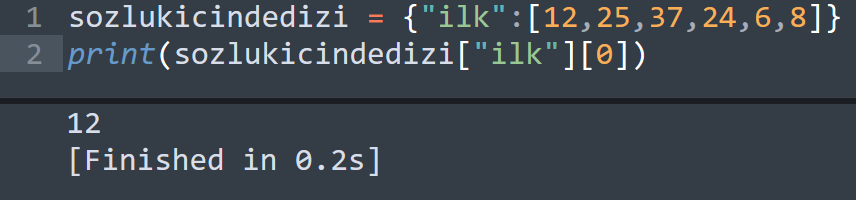 1 sozlukicindedizi = {"ilk":[12,25,37,24,6,8]}
2 print(sozlukicindedizi["ilk"][0])
12
[Finished in 0.2s]